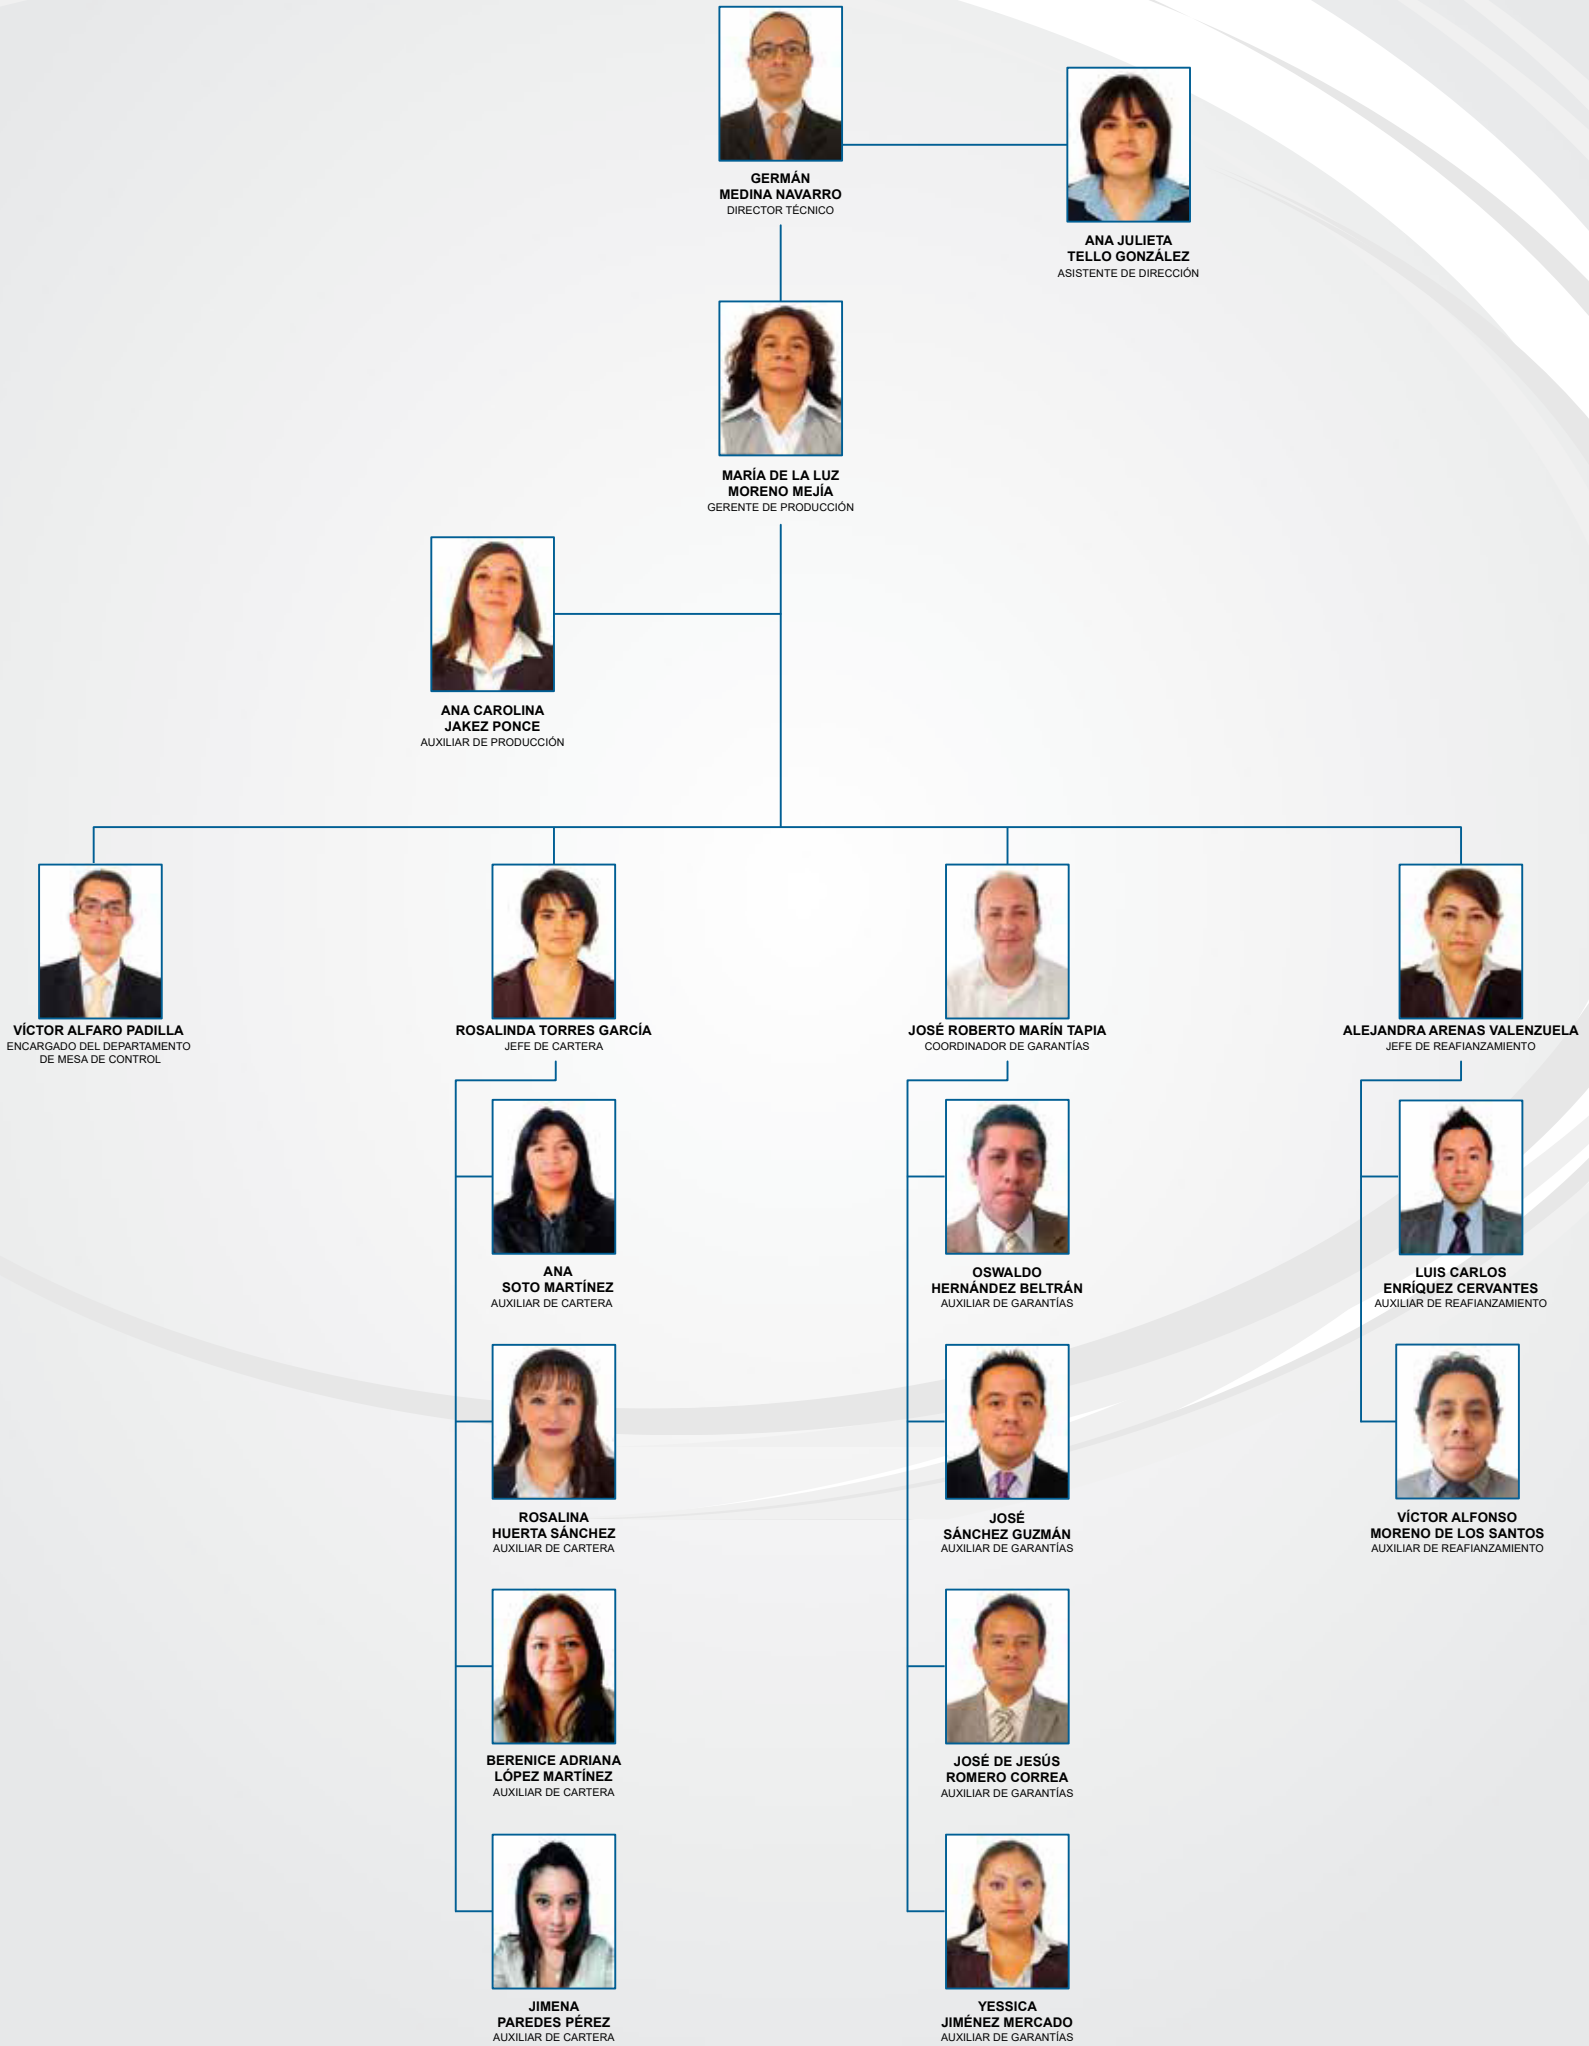 GERMÁN
MEDINA NAVARRO
DIRECTOR TÉCNICO
ANA JULIETA
TELLO GONZÁLEZ
ASISTENTE DE DIRECCIÓN
MARÍA DE LA LUZ
MORENO MEJÍA
GERENTE DE PRODUCCIÓN
ANA CAROLINA
JAKEZ PONCE
AUXILIAR DE PRODUCCIÓN
VÍCTOR ALFARO PADILLA
ENCARGADO DEL DEPARTAMENTO
DE MESA DE CONTROL
ROSALINDA TORRES GARCÍA
JEFE DE CARTERA
JOSÉ ROBERTO MARÍN TAPIA
COORDINADOR DE GARANTÍAS
ALEJANDRA ARENAS VALENZUELA
JEFE DE REAFIANZAMIENTO
ANA
SOTO MARTÍNEZ
AUXILIAR DE CARTERA
OSWALDO
HERNÁNDEZ BELTRÁN
AUXILIAR DE GARANTÍAS
LUIS CARLOS
ENRÍQUEZ CERVANTES
AUXILIAR DE REAFIANZAMIENTO
ROSALINA
HUERTA SÁNCHEZ
AUXILIAR DE CARTERA
JOSÉ
SÁNCHEZ GUZMÁN
AUXILIAR DE GARANTÍAS
VÍCTOR ALFONSO
MORENO DE LOS SANTOS
AUXILIAR DE REAFIANZAMIENTO
BERENICE ADRIANA
LÓPEZ MARTÍNEZ
AUXILIAR DE CARTERA
JOSÉ DE JESÚS
ROMERO CORREA
AUXILIAR DE GARANTÍAS
JIMENA
PAREDES PÉREZ
AUXILIAR DE CARTERA
YESSICA
JIMÉNEZ MERCADO
AUXILIAR DE GARANTÍAS